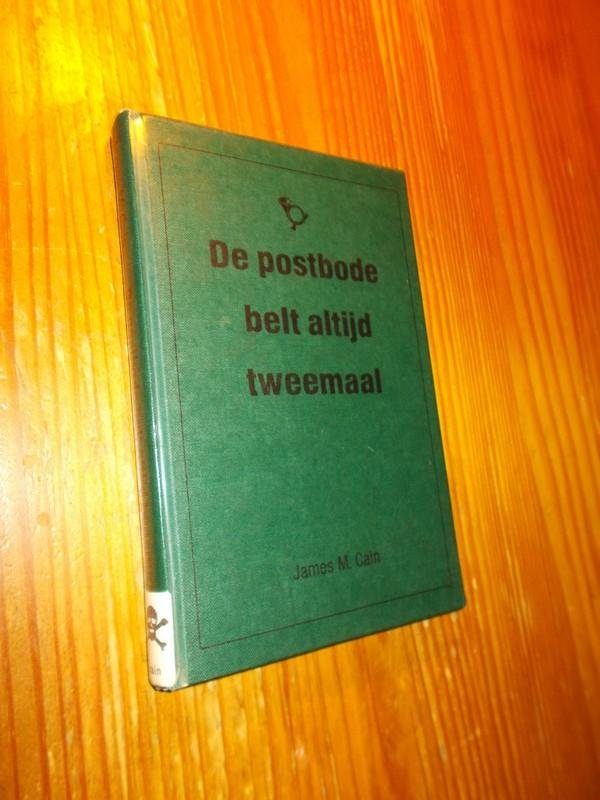 De postbode
belt altijd
tweemaal
James M. Cain